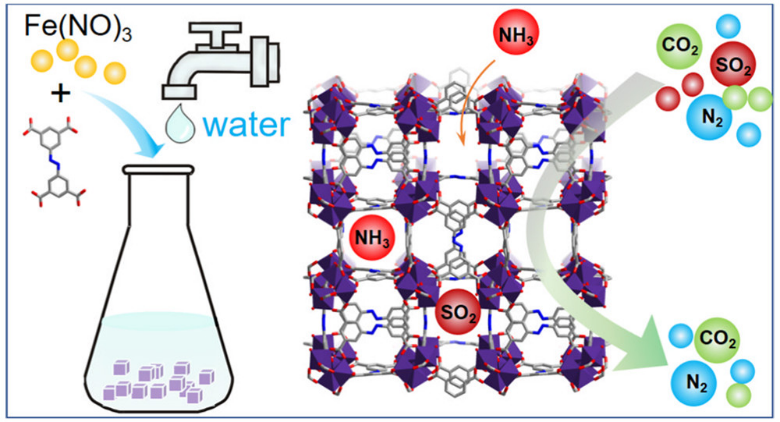 Fe(NO)₃
+
water
NH₃
NH₃
SO₂
CO₂
SO₂
N₂
CO₂
N₂